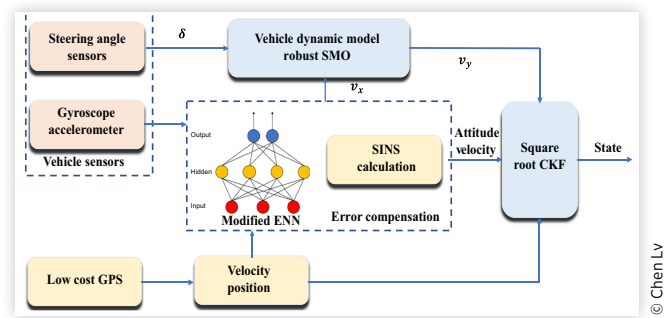 Steering angle
sensors
δ
Vehicle dynamic model
robust SMO
v_y
v_x
Gyroscope
accelerometer
Vehicle sensors
Output
Hidden
Input
Modified ENN
SINS
calculation
Error compensation
Attitude
velocity
Square
root CKF
State
Low cost GPS
Velocity
position
© Chen Lv